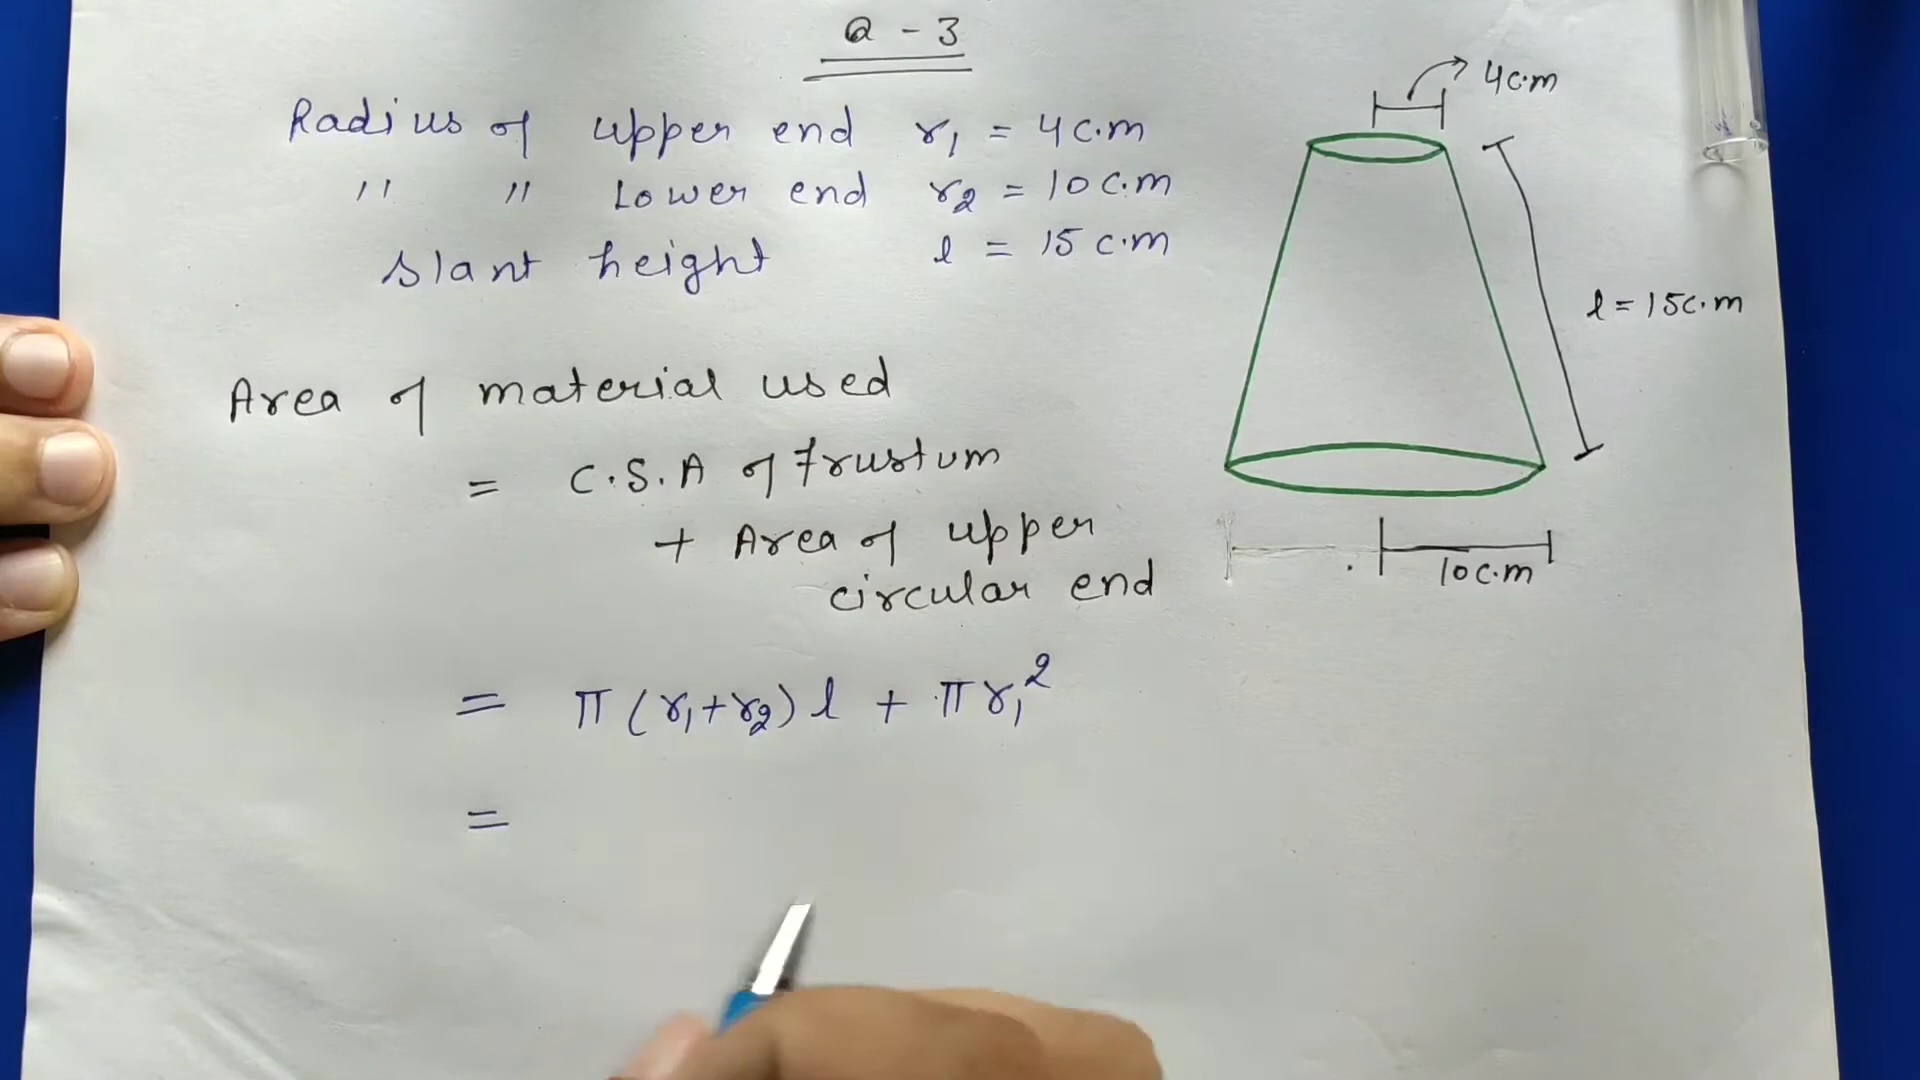 Q - 3
Radius of upper end r₁ = 4 c.m
" " Lower end r₂ = 10 c.m
Slant height l = 15 c.m
Area of material used
= C.S.A of frustum
+ Area of upper
circular end
= π (r₁+r₂) l + πr₁²
=
4c.m
l = 15c.m
10c.m